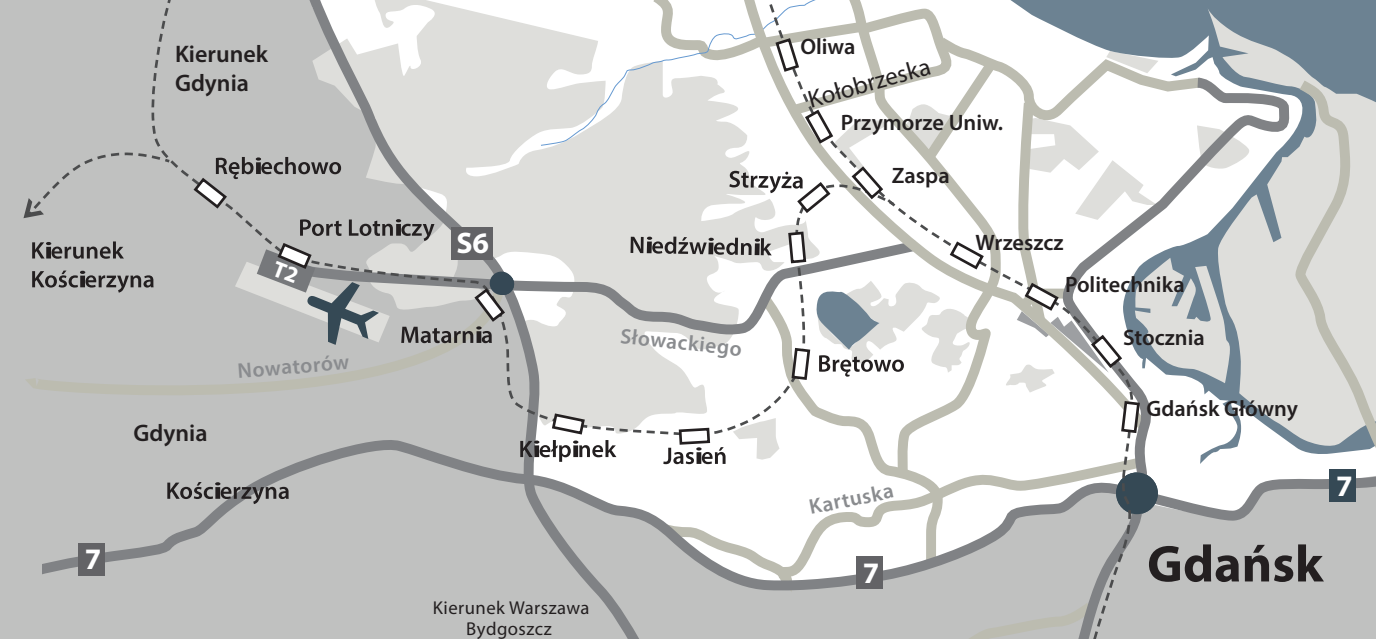 Oliwa
Kierunek
Gdynia
Kołobrzeska
Przymorze Uniw.
Rębiechowo
Strzyża
Zaspa
Port Lotniczy
S6
Niedźwiednik
Wrzeszcz
Kierunek
Kościerzyna
T2
Politechnika
Matarnia
Słowackiego
Stocznia
Nowatorów
Brętowo
Gdańsk Główny
Gdynia
Kiełpinek
Jasień
Kościerzyna
Kartuska
7
7
7
Gdańsk
Kierunek Warszawa
Bydgoszcz